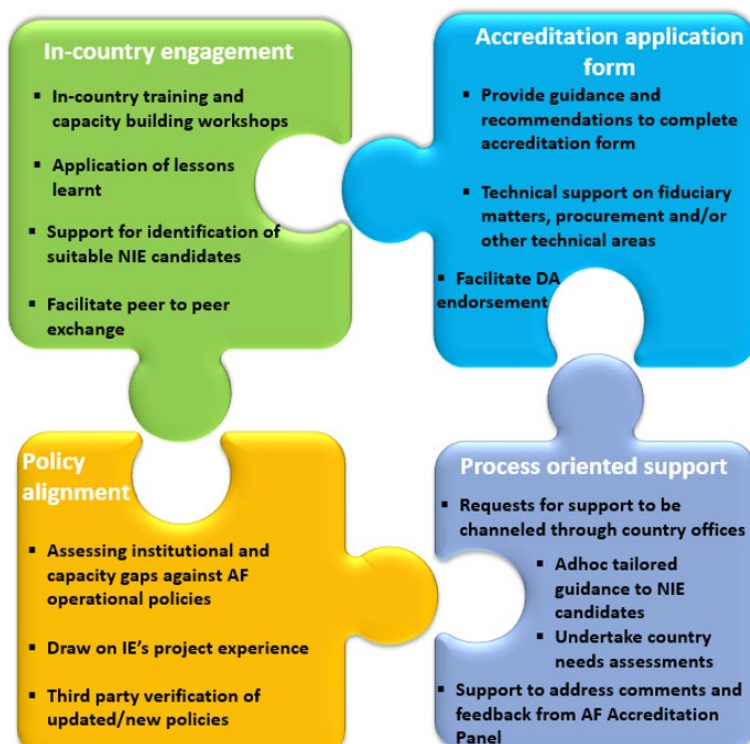 In-country engagement
▪ In-country training and
capacity building workshops
▪ Application of lessons
learnt
▪ Support for identification of
suitable NIE candidates
▪ Facilitate peer to peer
exchange
Accreditation application
form
▪ Provide guidance and
recommendations to complete
accreditation form
▪ Technical support on fiduciary
matters, procurement and/or
other technical areas
▪ Facilitate DA
endorsement
Policy
alignment
▪ Assessing institutional and
capacity gaps against AF
operational policies
▪ Draw on IE’s project experience
▪ Third party verification of
updated/new policies
Process oriented support
▪ Requests for support to be
channeled through country offices
▪ Adhoc tailored
guidance to NIE
candidates
▪ Undertake country
needs assessments
▪ Support to address comments and
feedback from AF Accreditation
Panel